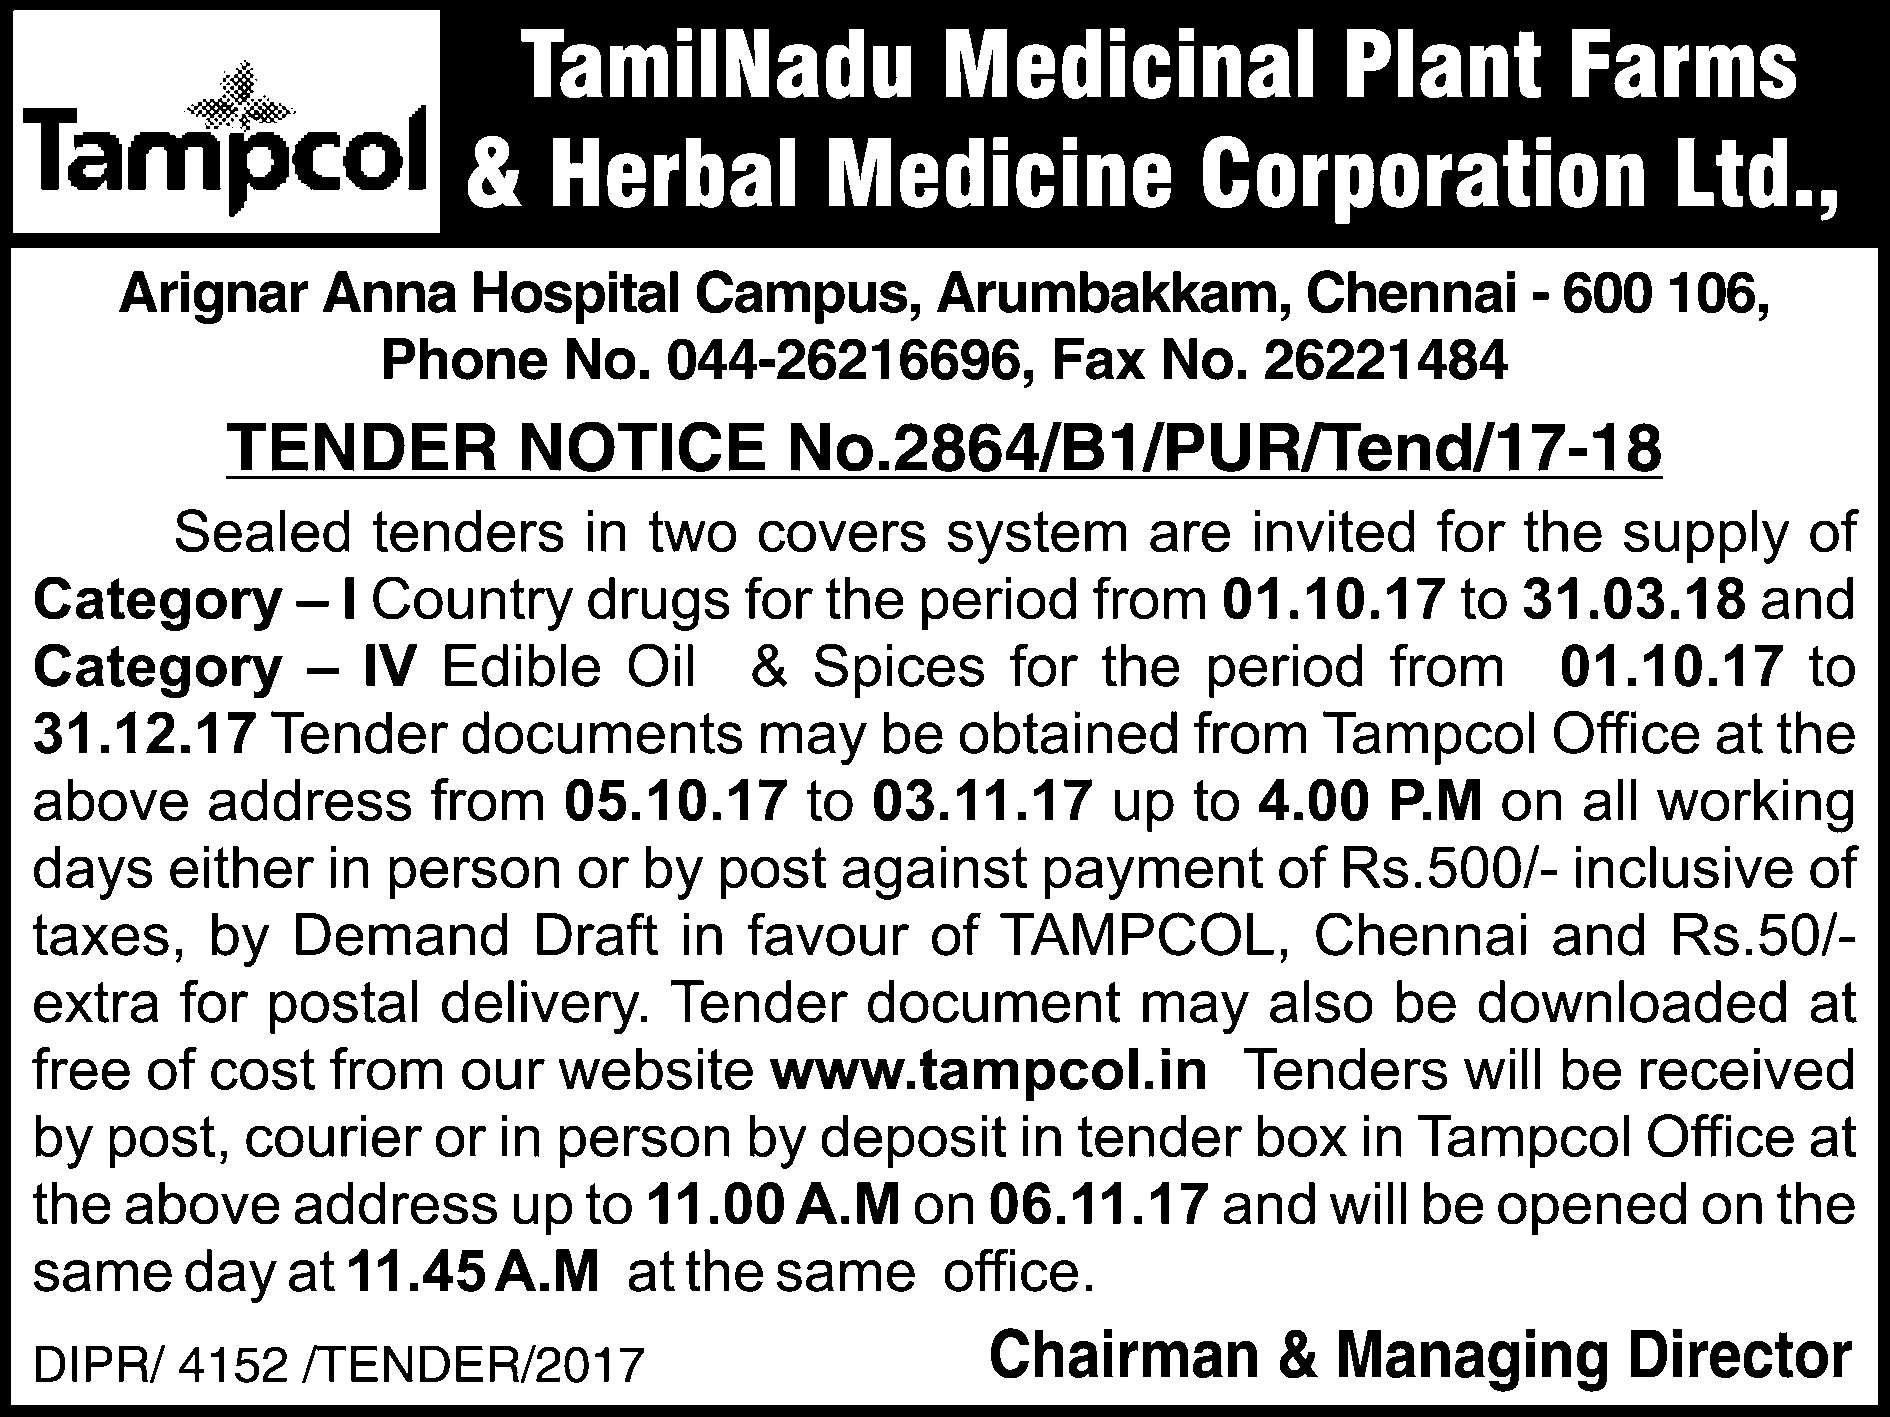 Tampcol
TamilNadu Medicinal Plant Farms
& Herbal Medicine Corporation Ltd.,
Arignar Anna Hospital Campus, Arumbakkam, Chennai - 600 106,
Phone No. 044-26216696, Fax No. 26221484
TENDER NOTICE No.2864/B1/PUR/Tend/17-18
Sealed tenders in two covers system are invited for the supply of
Category – I Country drugs for the period from 01.10.17 to 31.03.18 and
Category – IV Edible Oil & Spices for the period from 01.10.17 to
31.12.17 Tender documents may be obtained from Tampcol Office at the
above address from 05.10.17 to 03.11.17 up to 4.00 P.M on all working
days either in person or by post against payment of Rs.500/- inclusive of
taxes, by Demand Draft in favour of TAMPCOL, Chennai and Rs.50/-
extra for postal delivery. Tender document may also be downloaded at
free of cost from our website www.tampcol.in Tenders will be received
by post, courier or in person by deposit in tender box in Tampcol Office at
the above address up to 11.00 A.M on 06.11.17 and will be opened on the
same day at 11.45 A.M at the same office.
Chairman & Managing Director
DIPR/ 4152 /TENDER/2017